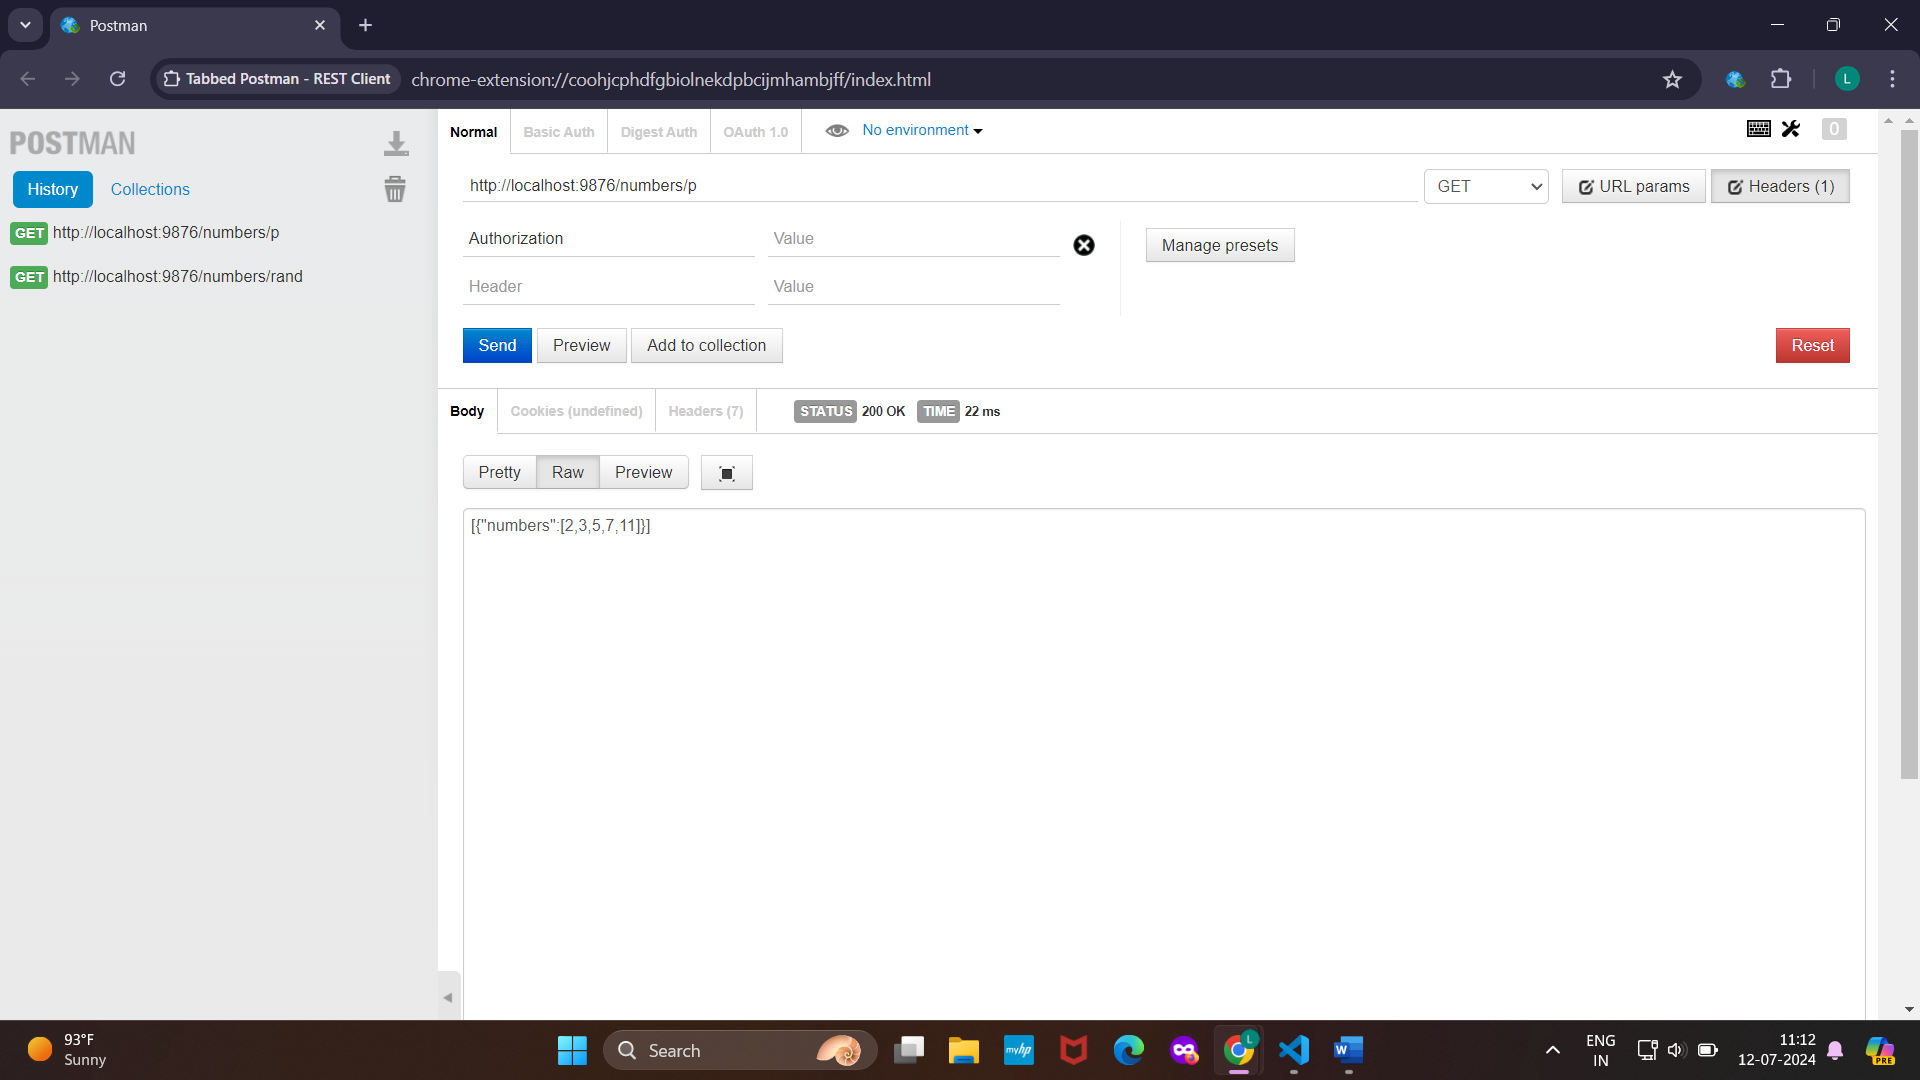 Postman
Tabbed Postman - REST Client
chrome-extension://coohjcphdfgbiolnekdpbcijmhambjff/index.html
L
POSTMAN
History
Collections
GET http://localhost:9876/numbers/p
GET http://localhost:9876/numbers/rand
Normal
Basic Auth
Digest Auth
OAuth 1.0
No environment
0
http://localhost:9876/numbers/p
GET
URL params
Headers (1)
Authorization
Value
Manage presets
Header
Value
Send
Preview
Add to collection
Reset
Body
Cookies (undefined)
Headers (7)
STATUS 200 OK TIME 22 ms
Pretty
Raw
Preview
[{"numbers":[2,3,5,7,11]}]
93°F
Sunny
Search
myhp
L
W
ENG
IN
11:12
12-07-2024
PRE